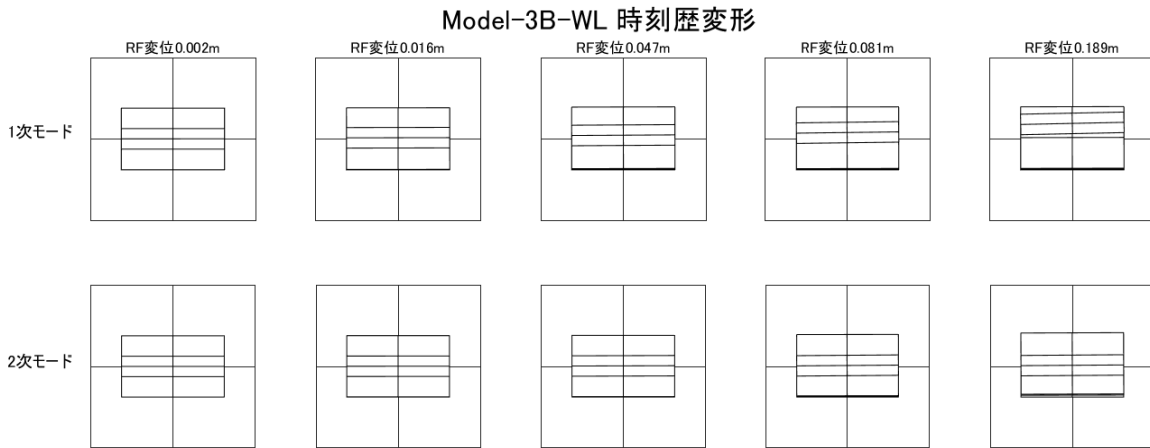 Model-3B-WL 時刻歴変形
RF変位0.002m
RF変位0.016m
RF変位0.047m
RF変位0.081m
RF変位0.189m
1次モード
2次モード